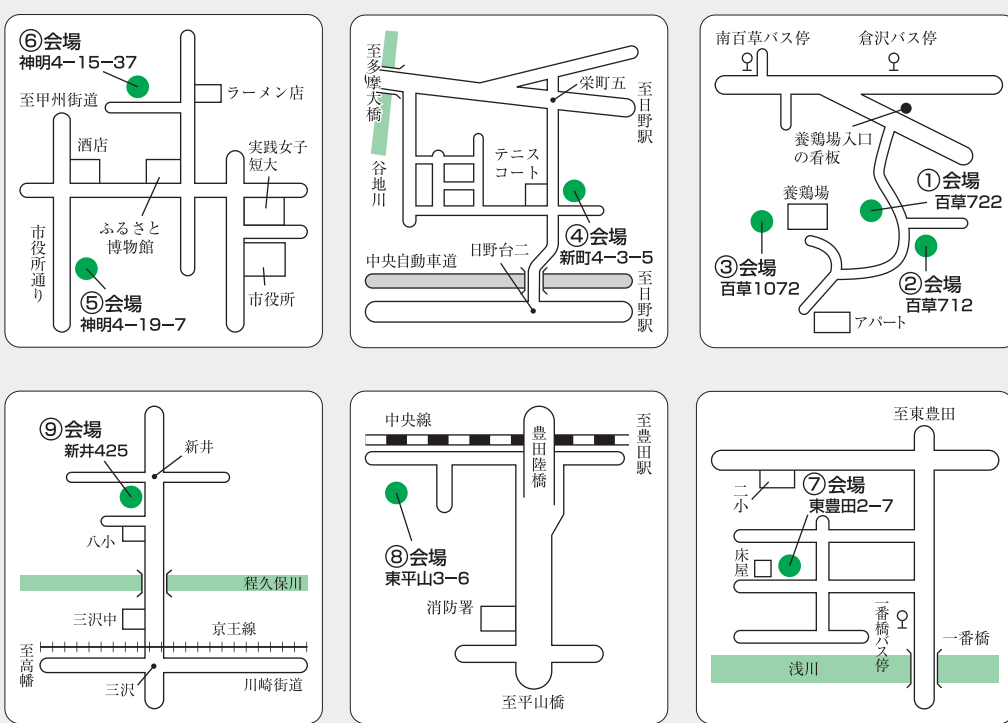 ⑥会場
神明4−15−37
至甲州街道
ラーメン店
酒店
実践女子
短大
ふるさと
博物館
市役所通り
⑤会場
神明4−19−7
市役所
至多摩大橋
栄町五
至日野駅
谷地川
テニス
コート
④会場
新町4−3−5
日野台二
中央自動車道
至日野駅
南百草バス停
倉沢バス停
養鶏場入口
の看板
①会場
百草722
養鶏場
③会場
百草1072
②会場
百草712
アパート
⑨会場
新井425
新井
八小
程久保川
三沢中
京王線
至高幡
三沢
川崎街道
中央線
豊田陸橋
至豊田駅
⑧会場
東平山3−6
消防署
至平山橋
至東豊田
二小
⑦会場
東豊田2−7
床屋
一番橋バス停
一番橋
浅川